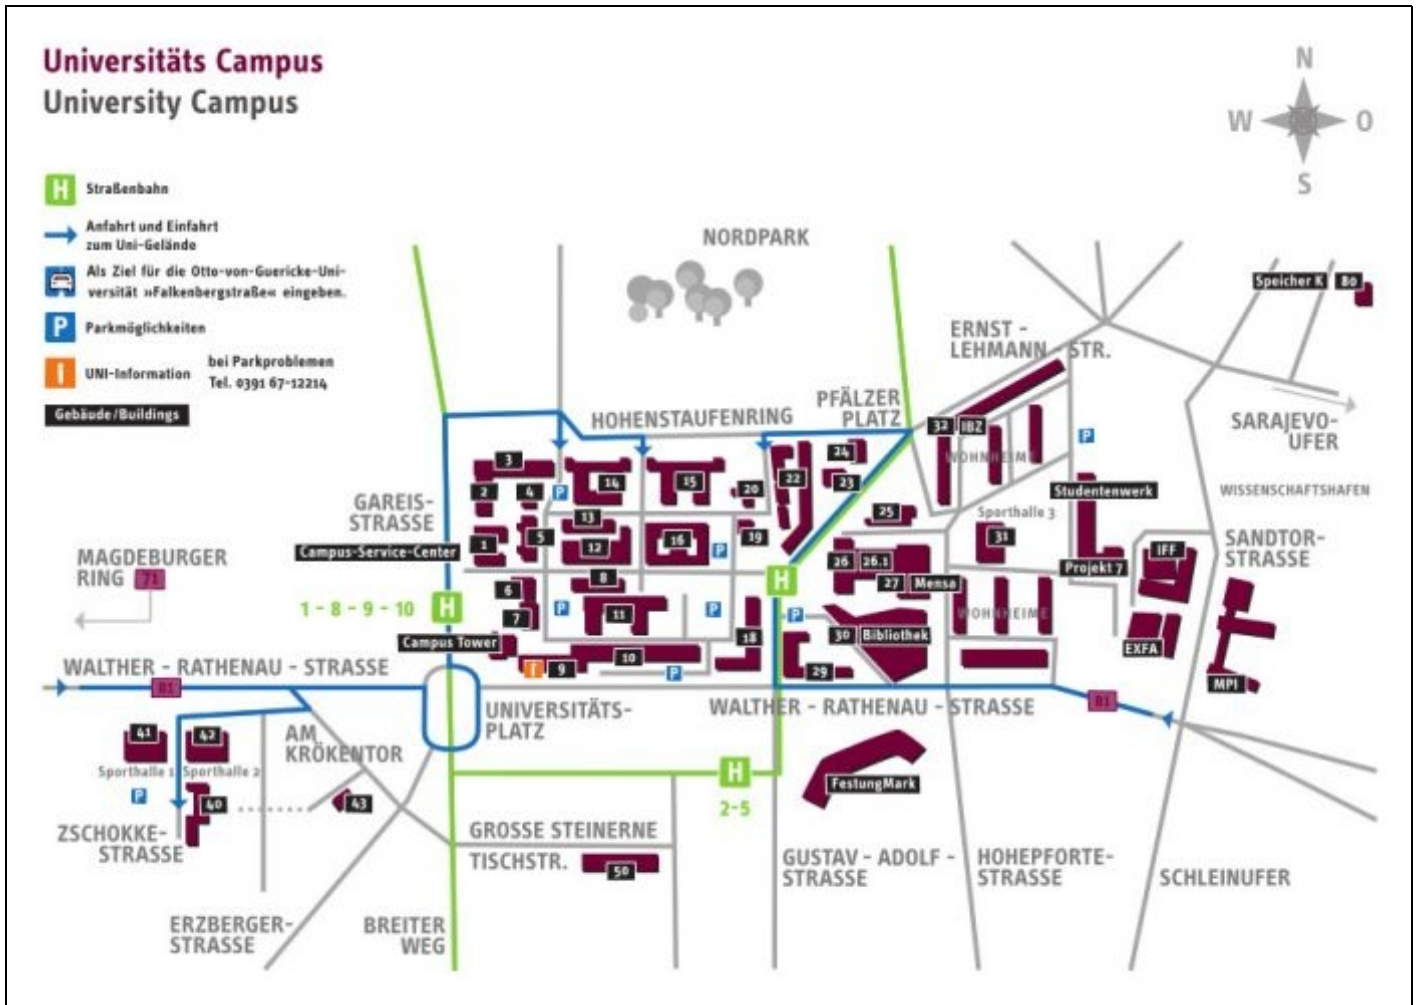 Universitäts Campus
University Campus
N
W O
S
H Straßenbahn
Anfahrt und Einfahrt
zum Uni-Gelände
Als Ziel für die Otto-von-Guericke-Uni-
versität »Falkenbergstraße« eingeben.
P Parkmöglichkeiten
I UNI-Information
bei Parkproblemen
Tel. 0391 67-12214
Gebäude/Buildings
NORDPARK
Speicher K 80
ERNST -
LEHMANN - STR.
PFÄLZER
PLATZ
HOHENSTAUFENRING
SARAJEVO-
UFER
32 IBZ
P
WOHNHEIME
3
14
15
22
24
23
2
4
P
20
Studentenwerk
WISSENSCHAFTSHAFEN
GAREIS-
STRASSE
13
25
Sporthalle 3
31
SANDTOR-
STRASSE
Campus-Service-Center
1
5
12
16
P
19
IFF
MAGDEBURGER
RING 71
26 26.1
27 Mensa
Projekt 7
8
H
6
1 - 8 - 9 - 10 H
7
P
11
P
P
WOHNHEIME
Campus Tower
18
30 Bibliothek
EXFA
I 9
10
P
29
MPI
WALTHER - RATHENAU - STRASSE
81
UNIVERSITÄTS-
PLATZ
WALTHER - RATHENAU - STRASSE
81
41
42
Sporthalle 1
Sporthalle 2
AM
KRÖKENTOR
H
2-5
FestungMark
P
40
43
ZSCHOKKE-
STRASSE
GROSSE STEINERNE
TISCHSTR.
50
GUSTAV - ADOLF -
STRASSE
HOHEPFORTE-
STRASSE
SCHLEINUFER
ERZBERGER-
STRASSE
BREITER
WEG